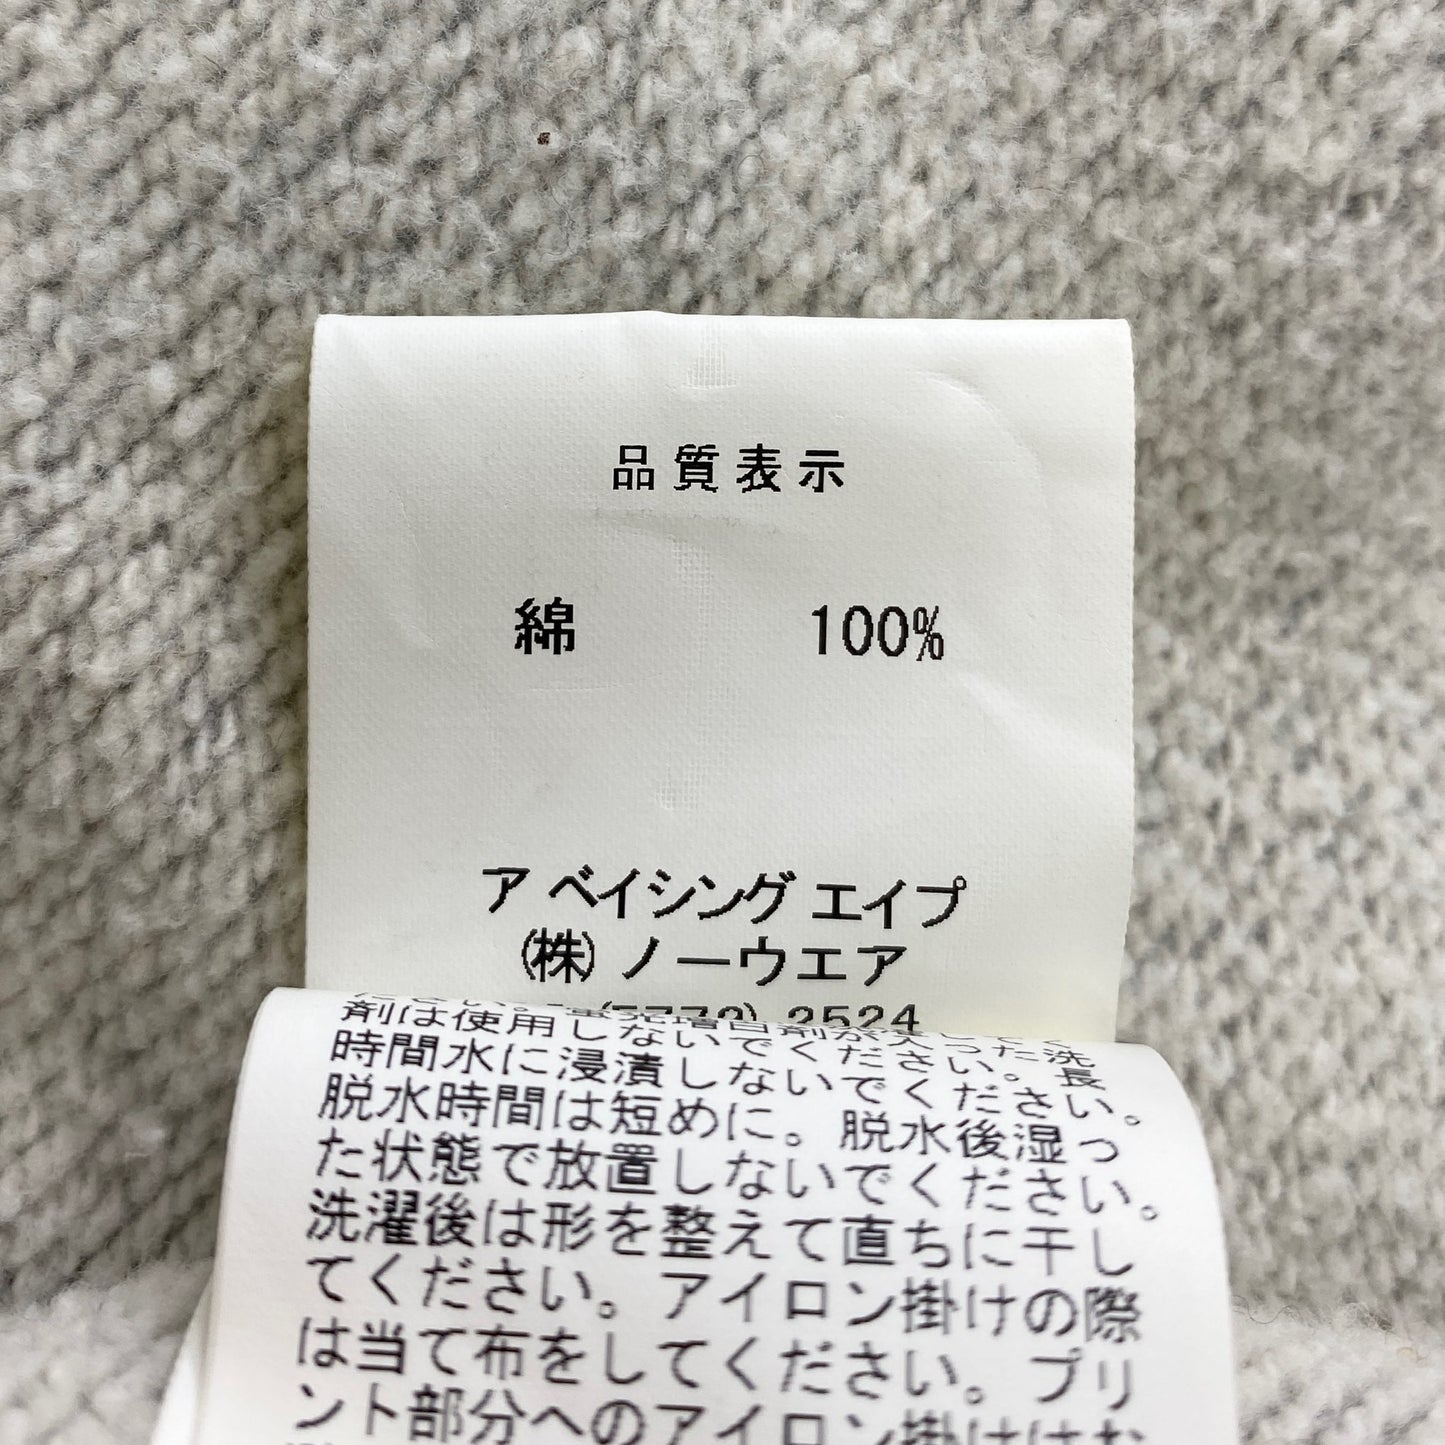 品質表示
綿 100%
ア ベイシング エイプ
(株)ノーウエア
2524
剤は使用しないでください。
時間水に浸漬しないでください。
脱水時間は短めに。脱水後湿っ
た状態で放置しないでください。
洗濯後は形を整えて直ちに干し
てください。アイロン掛けの際
は当て布をしてください。プリ
ント部分へのアイロン掛けはお